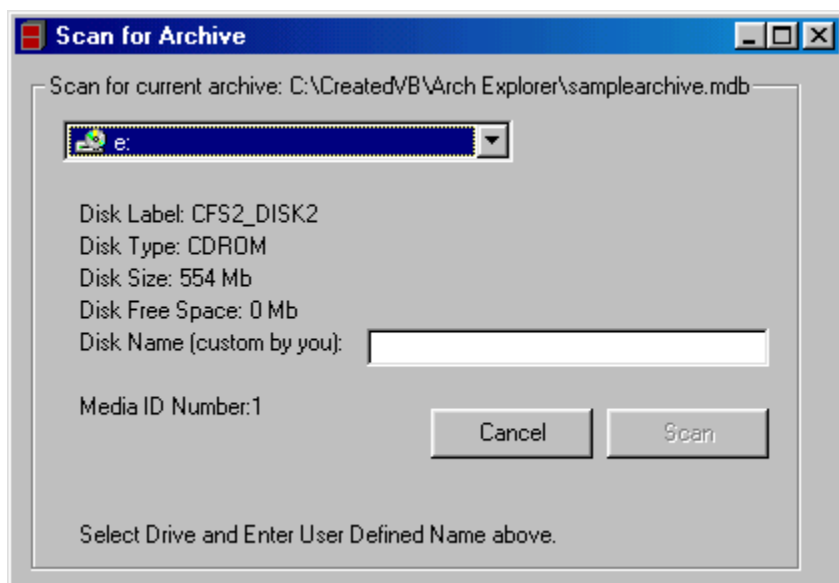 Scan for Archive
Scan for current archive: C:\CreatedVB\Arch Explorer\samplearchive.mdb
e:
Disk Label: CFS2_DISK2
Disk Type: CDROM
Disk Size: 554 Mb
Disk Free Space: 0 Mb
Disk Name (custom by you):
Media ID Number:1
Cancel Scan
Select Drive and Enter User Defined Name above.